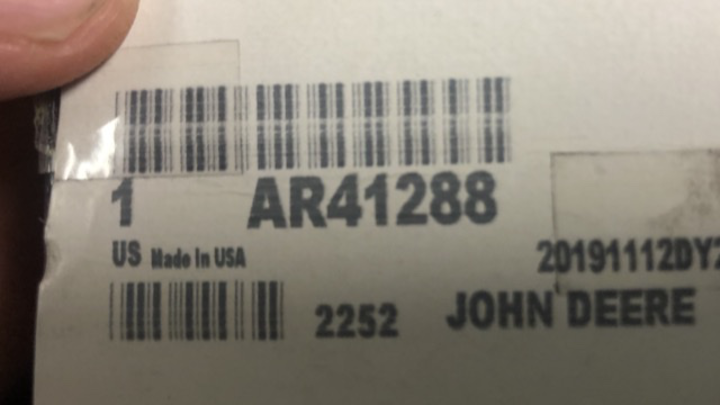 1 AR41288
US Made In USA 20191112DY
2252 JOHN DEERE